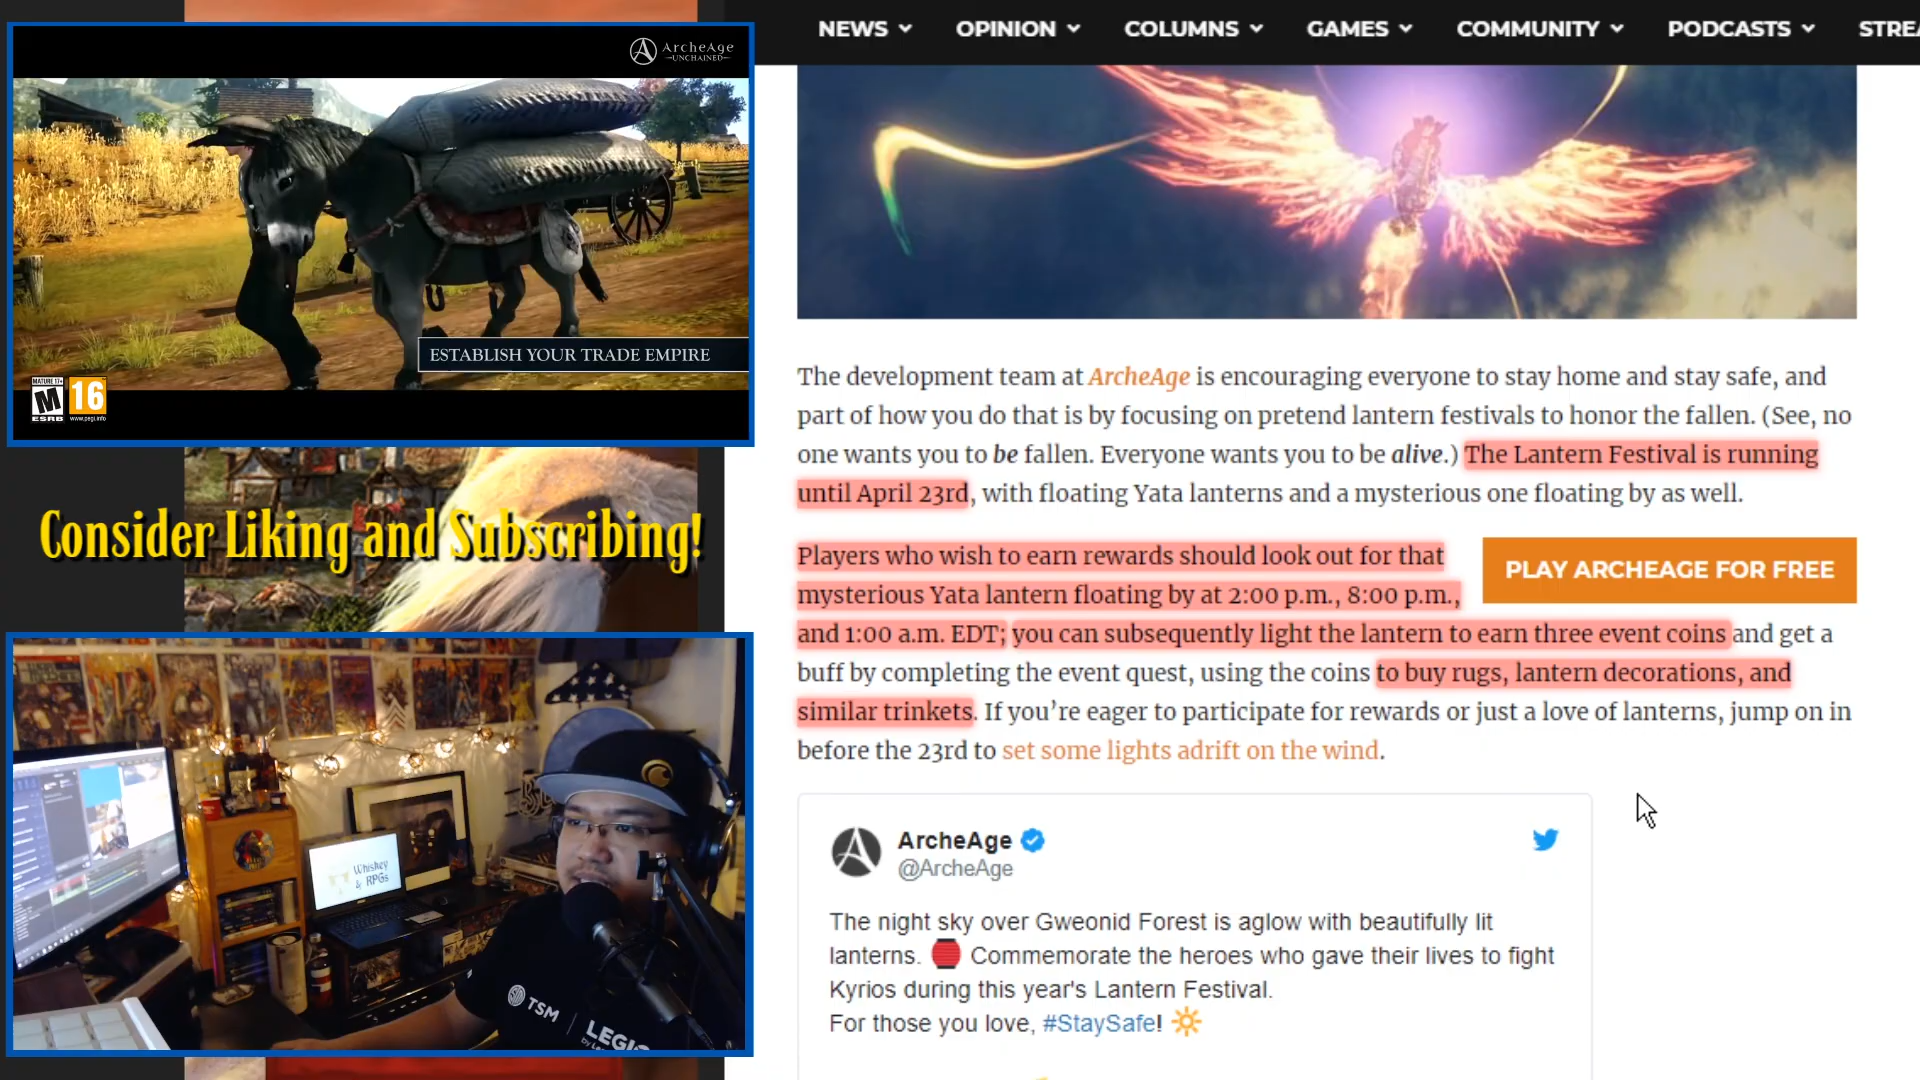 ArcheAge
UNCHAINED
ESTABLISH YOUR TRADE EMPIRE
MATURE 17+
M
ESRB
16
www.pegi.info
Consider Liking and Subscribing!
Whiskey
& RPGs
TSM
NEWS OPINION COLUMNS GAMES COMMUNITY PODCASTS STREA
The development team at ArcheAge is encouraging everyone to stay home and stay safe, and
part of how you do that is by focusing on pretend lantern festivals to honor the fallen. (See, no
one wants you to be fallen. Everyone wants you to be alive.) The Lantern Festival is running
until April 23rd, with floating Yata lanterns and a mysterious one floating by as well.
Players who wish to earn rewards should look out for that
mysterious Yata lantern floating by at 2:00 p.m., 8:00 p.m.,
PLAY ARCHEAGE FOR FREE
and 1:00 a.m. EDT; you can subsequently light the lantern to earn three event coins and get a
buff by completing the event quest, using the coins to buy rugs, lantern decorations, and
similar trinkets. If you’re eager to participate for rewards or just a love of lanterns, jump on in
before the 23rd to set some lights adrift on the wind.
ArcheAge
@ArcheAge
The night sky over Gweonid Forest is aglow with beautifully lit
lanterns. 🏮 Commemorate the heroes who gave their lives to fight
Kyrios during this year's Lantern Festival.
For those you love, #StaySafe! 🔆